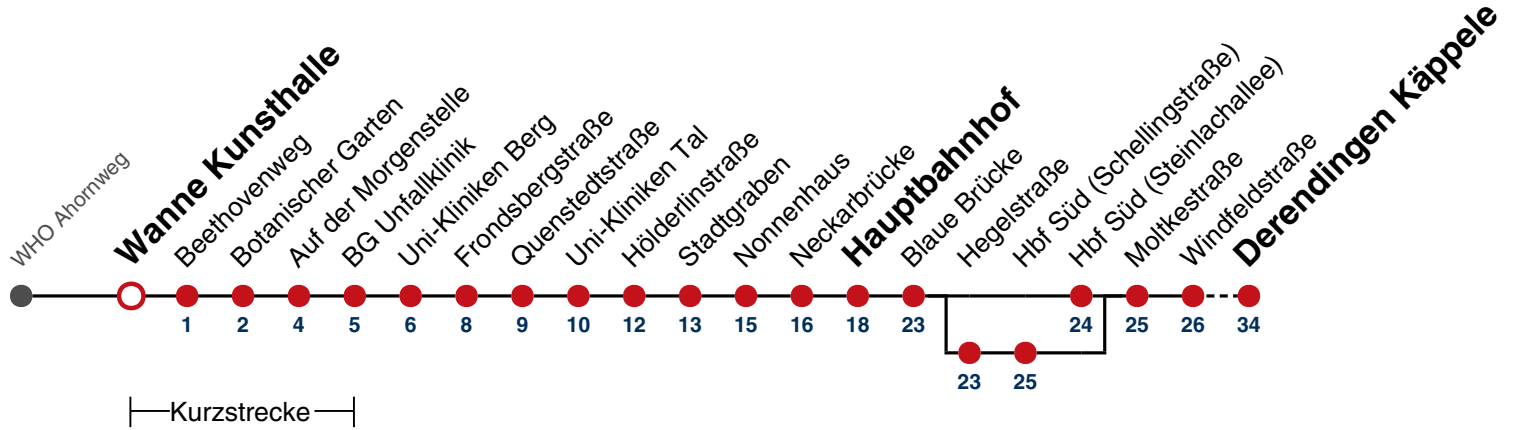 WHO Ahornweg
Wanne Kunsthalle
Beethovenweg
Botanischer Garten
Auf der Morgenstelle
BG Unfallklinik
Uni-Kliniken Berg
Frondsbergstraße
Quenstedtstraße
Uni-Kliniken Tal
Hölderlinstraße
Stadtgraben
Nonnenhaus
Neckarbrücke
Hauptbahnhof
Blaue Brücke
Hegelstraße
Hbf Süd (Schellingstraße)
Hbf Süd (Steinlachallee)
Moltkestraße
Windfeldstraße
Derendingen Käppele
1 2 4 5 6 8 9 10 12 13 15 16 18 23 24 25 26 34
23 25
Kurzstrecke